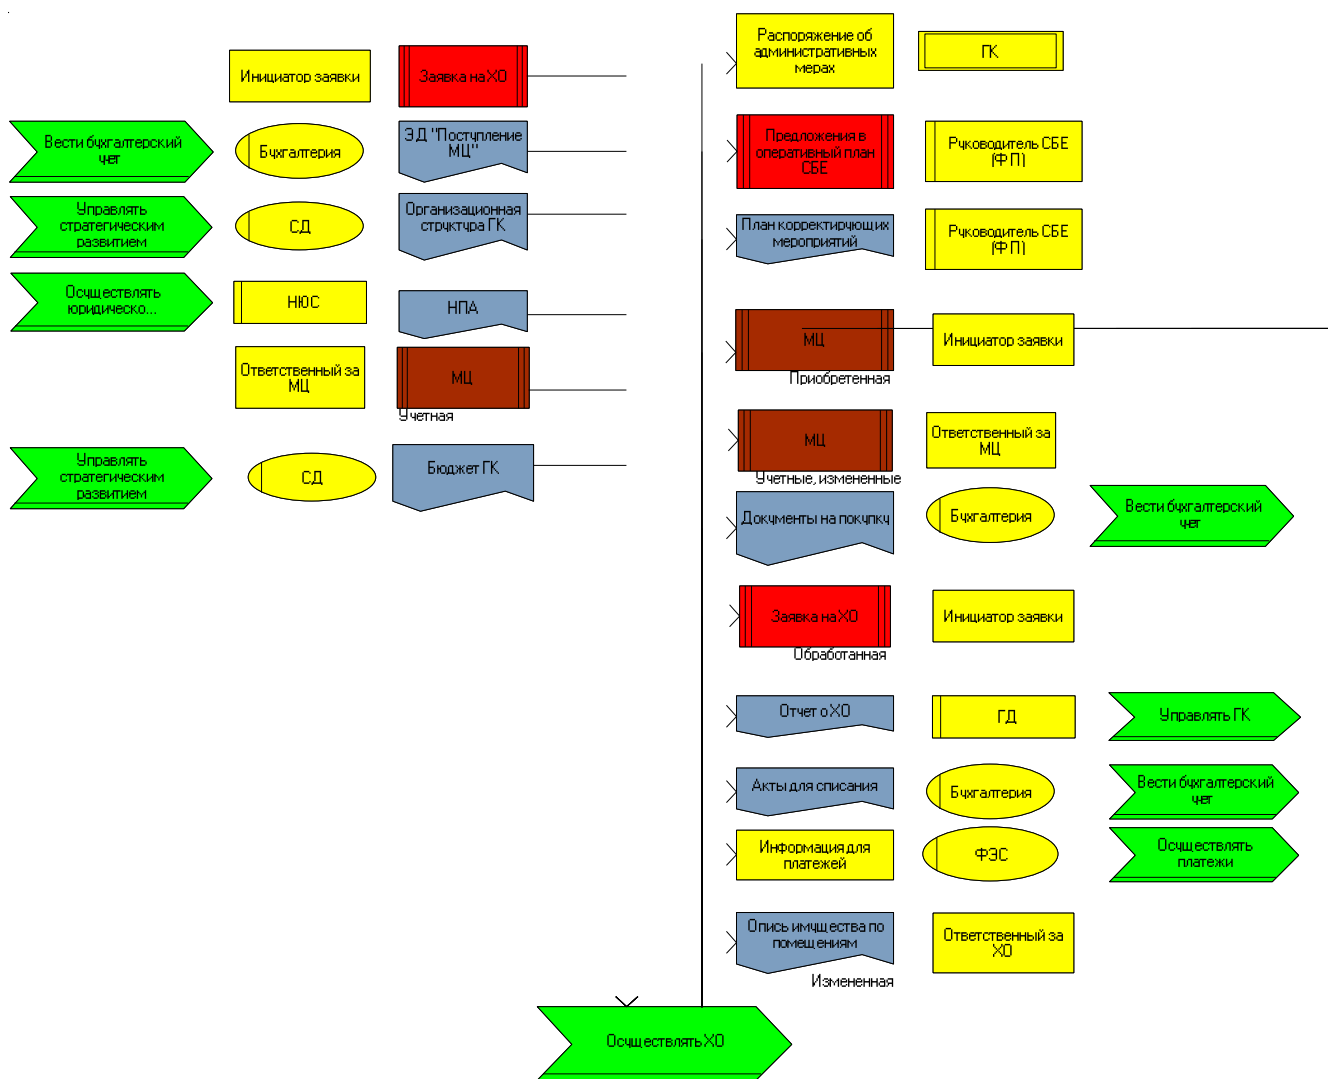 Инициатор заявки
Заявка на ХО
Вести бухгалтерский
учет
Бухгалтерия
ЭД "Поступление
МЦ"
Управлять
стратегическим
развитием
СД
Организационная
структура ГК
Осуществлять
юридическо...
НЮС
НПА
Ответственный за
МЦ
МЦ
Учетная
Управлять
стратегическим
развитием
СД
Бюджет ГК
Распоряжение об
административных
мерах
ГК
Предложения в
оперативный план
СБЕ
Руководитель СБЕ
(ФП)
План корректирующих
мероприятий
Руководитель СБЕ
(ФП)
МЦ
Приобретенная
Инициатор заявки
МЦ
Учетные, измененные
Ответственный за
МЦ
Документы на покупку
Бухгалтерия
Вести бухгалтерский
учет
Заявка на ХО
Обработанная
Инициатор заявки
Отчет о ХО
ГД
Управлять ГК
Акты для списания
Бухгалтерия
Вести бухгалтерский
учет
Информация для
платежей
ФЭС
Осуществлять
платежи
Опись имущества по
помещениям
Измененная
Ответственный за
ХО
Осуществлять ХО